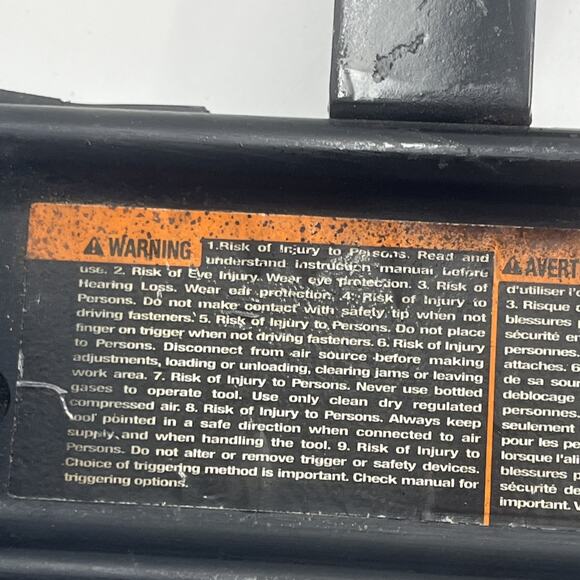 WARNING 1.Risk of Injury to Persons. Read and
understand instruction manual before
use. 2. Risk of Eye Injury. Wear eye protection. 3. Risk of
Hearing Loss. Wear ear protection. 4. Risk of Injury to
Persons. Do not make contact with safety tip when not
driving fasteners. 5. Risk of Injury to Persons. Do not place
finger on trigger when not driving fasteners. 6. Risk of Injury
to Persons. Disconnect from air source before making
adjustments, loading or unloading, clearing jams or leaving
work area. 7. Risk of Injury to Persons. Never use bottled
gases to operate tool. Use only clean dry regulated
compressed air. 8. Risk of Injury to Persons. Always keep
tool pointed in a safe direction when connected to air
supply and when handling the tool. 9. Risk of Injury to
Persons. Do not alter or remove trigger or safety devices.
Choice of triggering method is important. Check manual for
triggering options.
AVERT
d'utiliser l'o
3. Risque d
blessures
sécurité en
personnes.
attaches. 6
de sa sour
deblocage
personnes.
seulement
pour les pe
lorsque l'ali
blessures p
sécurité de
important. V